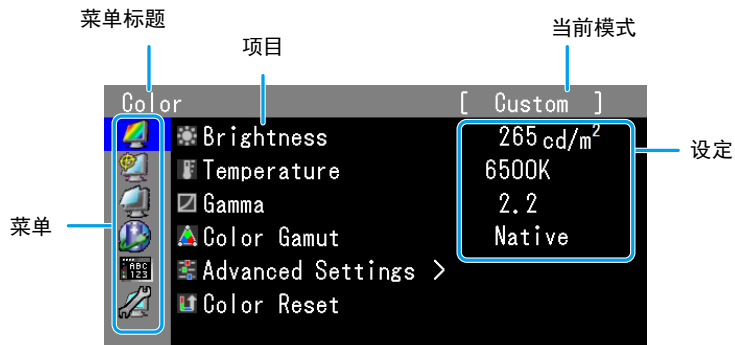 菜单标题
项目
当前模式
Color [ Custom ]
Brightness 265 cd/m²
Temperature 6500K
Gamma 2.2
Color Gamut Native
Advanced Settings >
Color Reset
设定
菜单
ABC
123